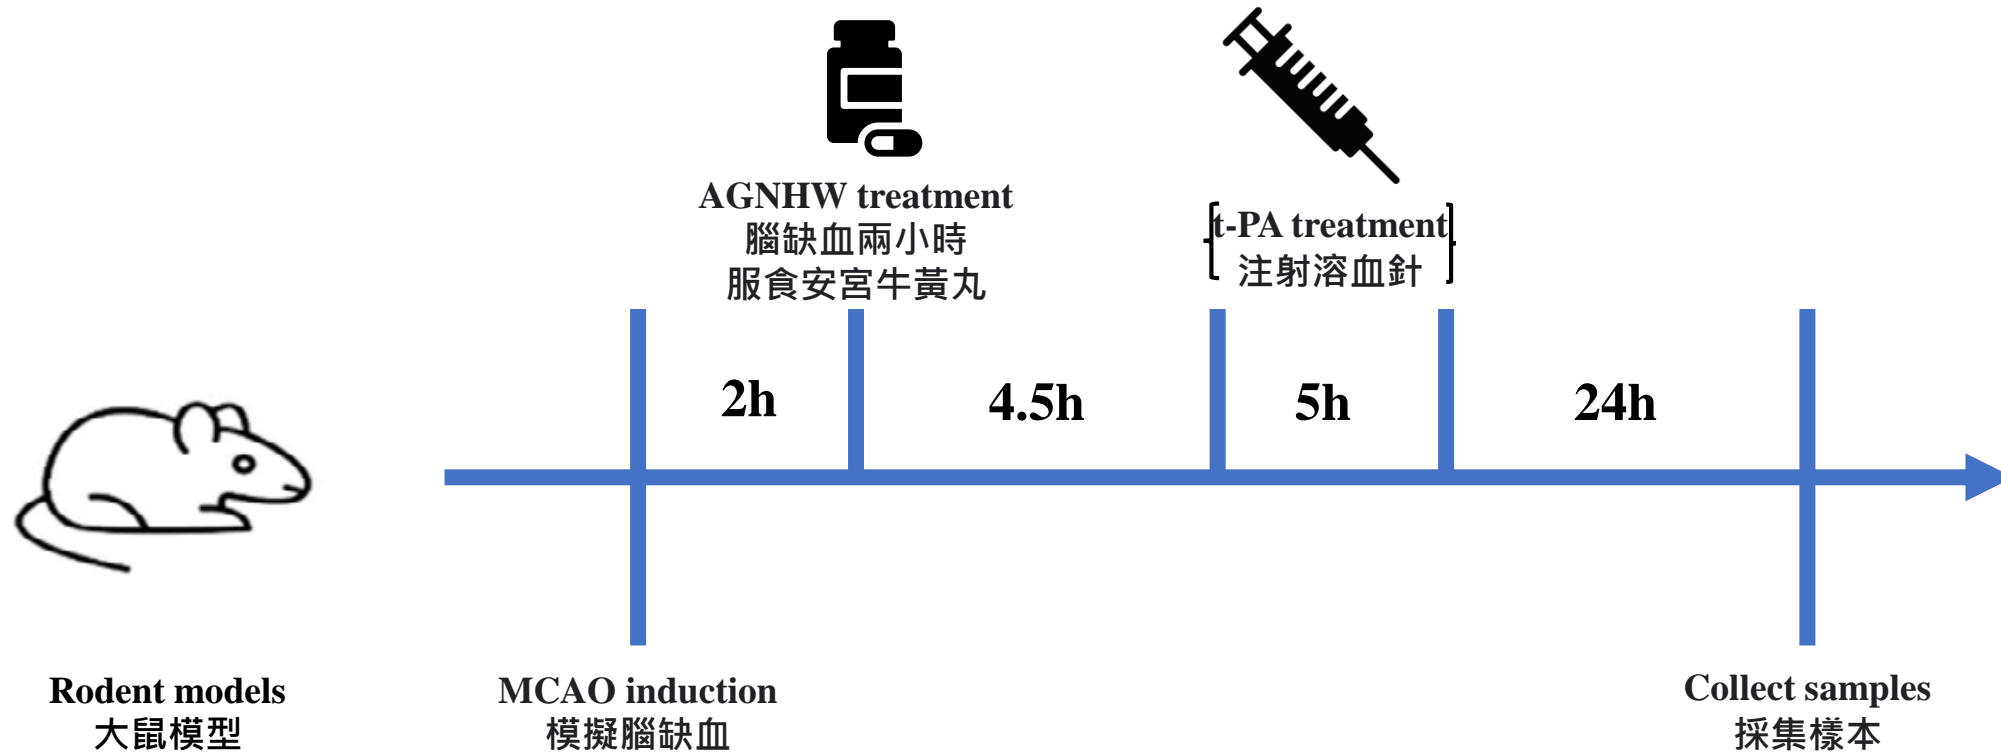 AGNHW treatment
腦缺血兩小時
服食安宮牛黃丸
t-PA treatment
注射溶血針
2h
4.5h
5h
24h
Rodent models
大鼠模型
MCAO induction
模擬腦缺血
Collect samples
採集樣本